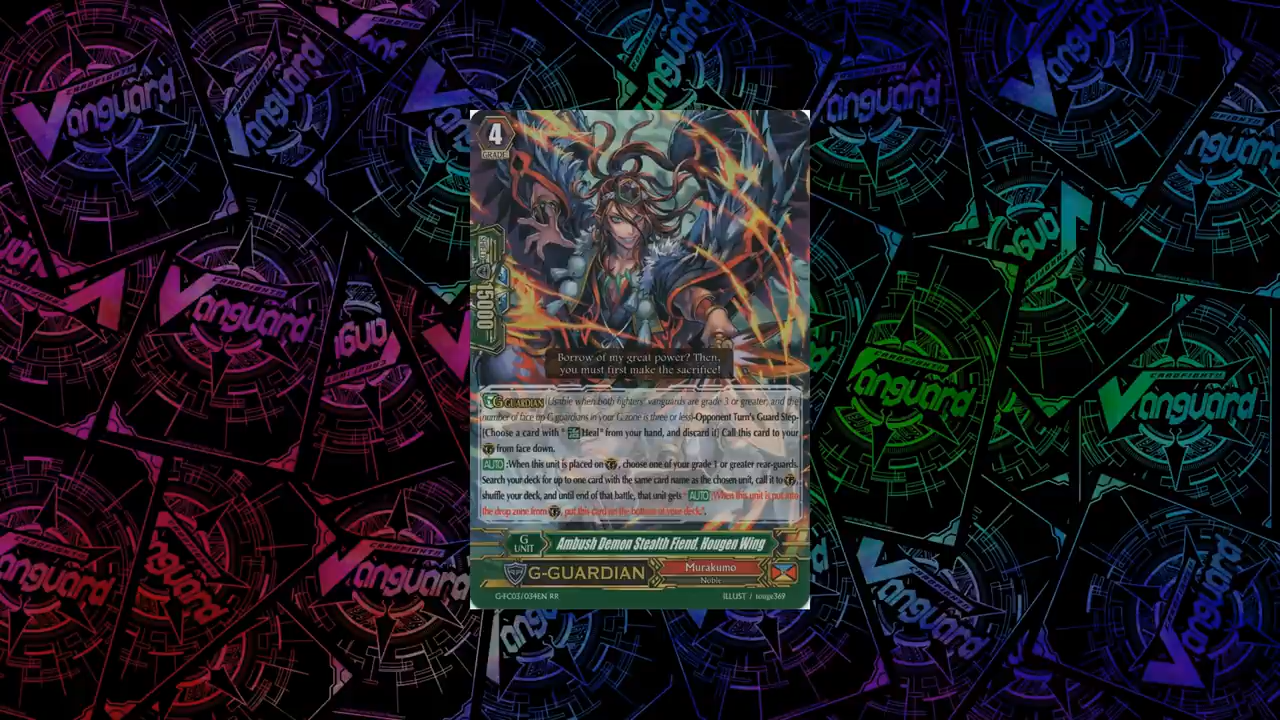 CARDFIGHT!!
Vanguard
4
GRADE
15000
Borrow of my great power? Then,
you must first make the sacrifice!
G GUARDIAN (Usable when both fighters' vanguards are grade 3 or greater, and the
number of face up G guardians in your G zone is three or less)-Opponent Turn's Guard Step-
[Choose a card with "Heal" from your hand, and discard it] Call this card to your
G from face down.
AUTO :When this unit is placed on G, choose one of your grade 1 or greater rear-guards.
Search your deck for up to one card with the same card name as the chosen unit, call it to G,
shuffle your deck, and until end of that battle, that unit gets "AUTO:When this unit is put into
the drop zone from G, put this card on the bottom of your deck.".
G
UNIT
Ambush Demon Stealth Fiend, Hougen Wing
G-GUARDIAN
Murakumo
Noble
G-FC03/034EN RR
ILLUST / touge369